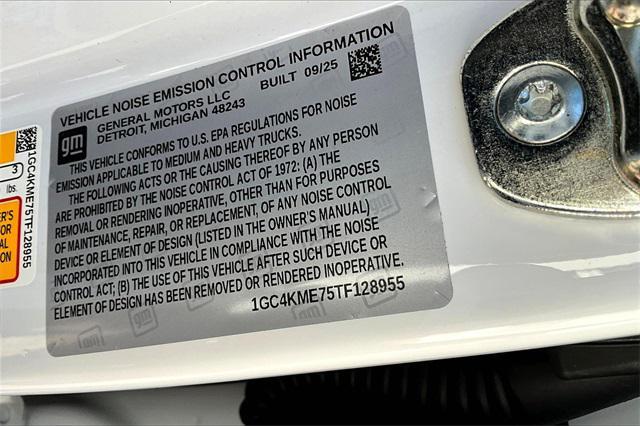 VEHICLE NOISE EMISSION CONTROL INFORMATION
gm
GENERAL MOTORS LLC
BUILT 09/25
DETROIT, MICHIGAN 48243
THIS VEHICLE CONFORMS TO U.S. EPA REGULATIONS FOR NOISE
EMISSION APPLICABLE TO MEDIUM AND HEAVY TRUCKS.
THE FOLLOWING ACTS OR THE CAUSING THEREOF BY ANY PERSON
ARE PROHIBITED BY THE NOISE CONTROL ACT OF 1972: (A) THE
REMOVAL OR RENDERING INOPERATIVE, OTHER THAN FOR PURPOSES
OF MAINTENANCE, REPAIR, OR REPLACEMENT, OF ANY NOISE CONTROL
DEVICE OR ELEMENT OF DESIGN (LISTED IN THE OWNER'S MANUAL)
INCORPORATED INTO THIS VEHICLE IN COMPLIANCE WITH THE NOISE
CONTROL ACT; (B) THE USE OF THIS VEHICLE AFTER SUCH DEVICE OR
ELEMENT OF DESIGN HAS BEEN REMOVED OR RENDERED INOPERATIVE.
1GC4KME75TF128955
1GC4KME75TF128955
3
lbs.